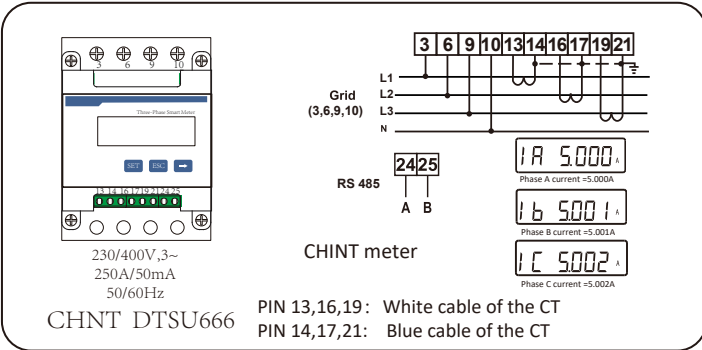 3 6 9 10
Three-Phase Smart Meter
SET ESC →
13 14 16 17 19 21 24 25
230/400V,3~
250A/50mA
50/60Hz
CHNT DTSU666
3 6 9 10 13 14 16 17 19 21
L1
L2
L3
N
Grid
(3,6,9,10)
24 25
RS 485
A B
CHINT meter
IA 5.000 A
Phase A current =5.000A
Ib 5.001 A
Phase B current =5.001A
IC 5.002 A
Phase C current =5.002A
PIN 13,16,19: White cable of the CT
PIN 14,17,21: Blue cable of the CT